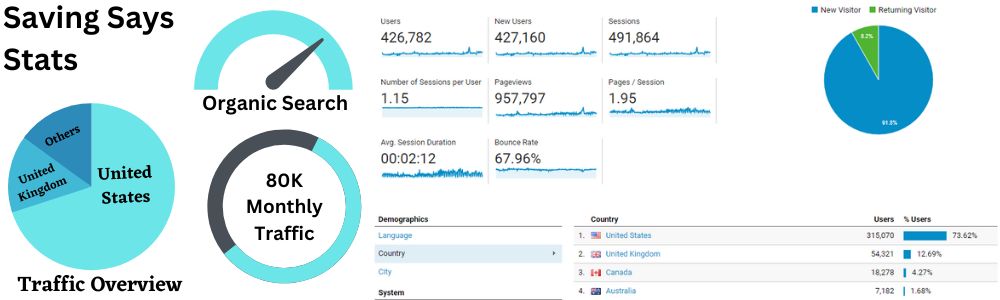 Saving Says
Stats
Organic Search
Others
United
Kingdom
United
States
Traffic Overview
80K
Monthly
Traffic
Users
426,782
New Users
427,160
Sessions
491,864
Number of Sessions per User
1.15
Pageviews
957,797
Pages / Session
1.95
Avg. Session Duration
00:02:12
Bounce Rate
67.96%
New Visitor Returning Visitor
8.2%
91.8%
Demographics
Language
Country
City
System
Country Users % Users
1. United States 315,070 73.62%
2. United Kingdom 54,321 12.69%
3. Canada 18,278 4.27%
4. Australia 7,182 1.68%